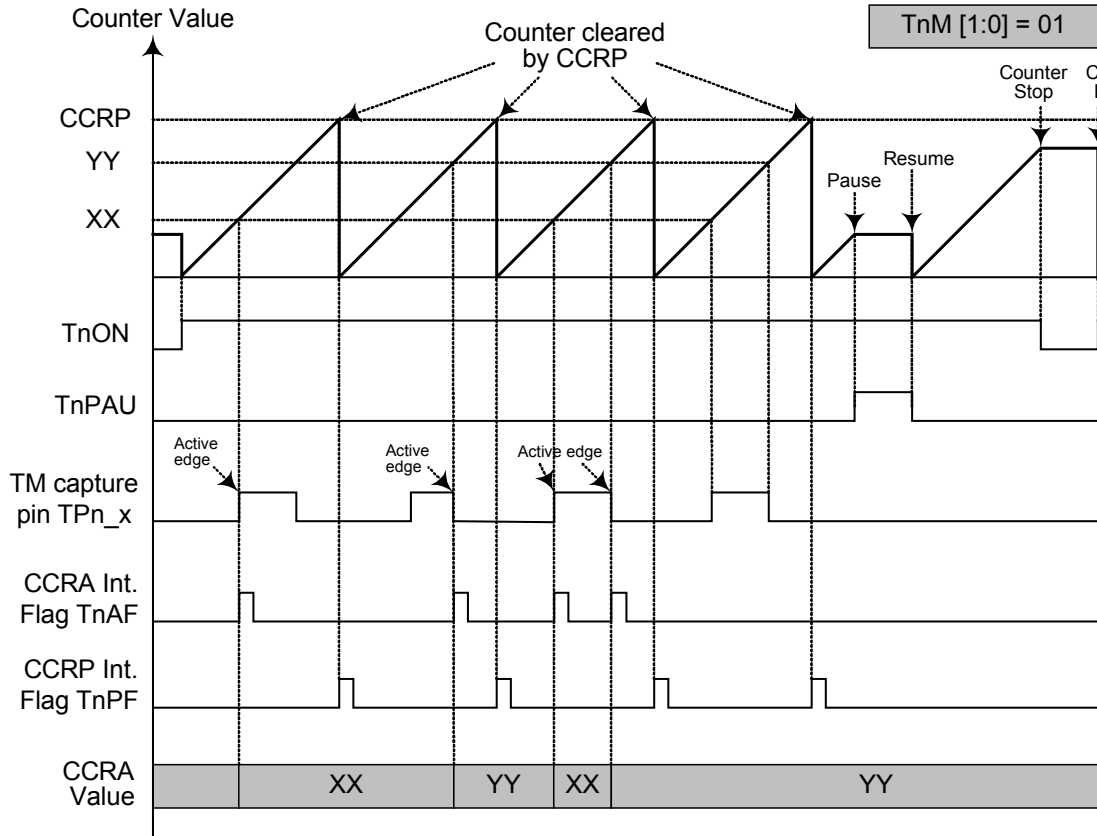 Counter Value
TnM [1:0] = 01
Counter cleared
by CCRP
Counter
Stop
CCRP
YY
XX
Pause
Resume
TnON
TnPAU
Active
edge
Active
edge
Active edge
TM capture
pin TPn_x
CCRA Int.
Flag TnAF
CCRP Int.
Flag TnPF
CCRA
Value
XX
YY
XX
YY